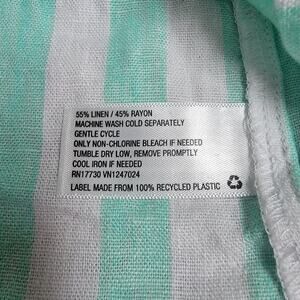 55% LINEN / 45% RAYON
MACHINE WASH COLD SEPARATELY
GENTLE CYCLE
ONLY NON-CHLORINE BLEACH IF NEEDED
TUMBLE DRY LOW, REMOVE PROMPTLY
COOL IRON IF NEEDED
RN17730 VN1247024
LABEL MADE FROM 100% RECYCLED PLASTIC